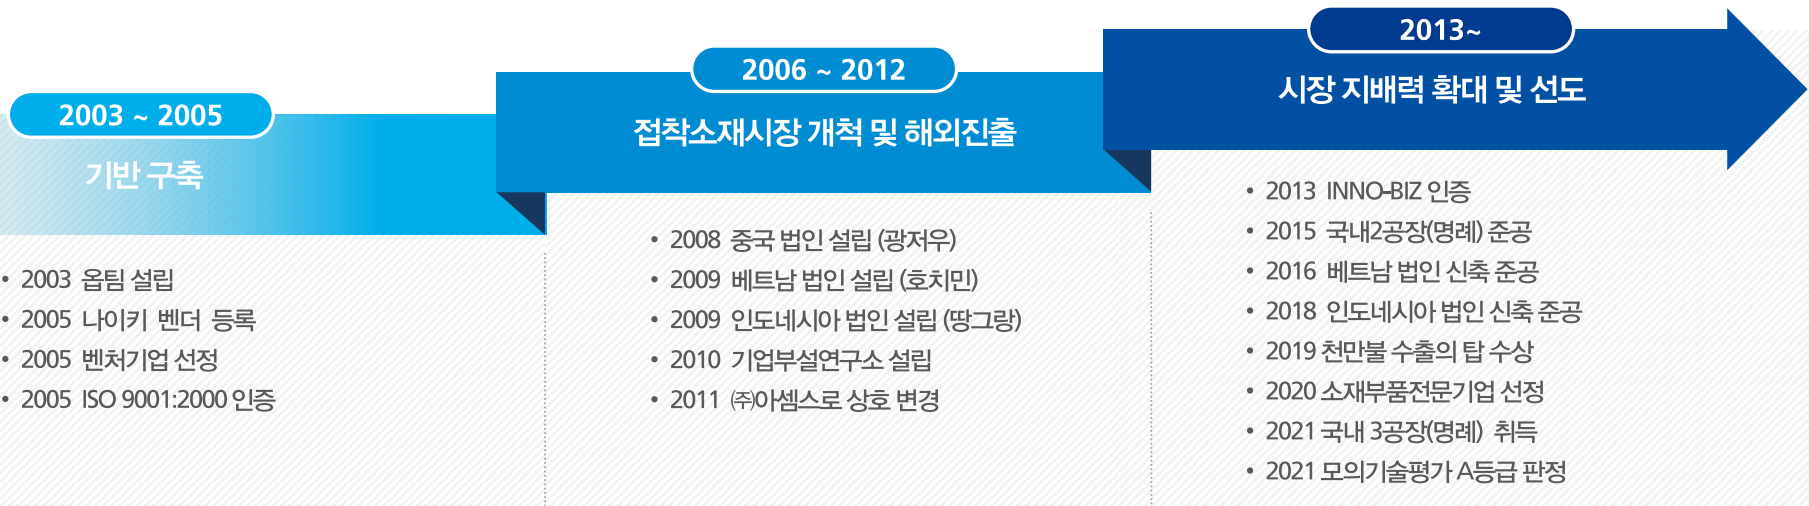 2003 ~ 2005
기반 구축
• 2003 옵팀 설립
• 2005 나이키 벤더 등록
• 2005 벤처기업 선정
• 2005 ISO 9001:2000 인증
2006 ~ 2012
접착소재시장 개척 및 해외진출
• 2008 중국 법인 설립 (광저우)
• 2009 베트남 법인 설립 (호치민)
• 2009 인도네시아 법인 설립 (땅그랑)
• 2010 기업부설연구소 설립
• 2011 ㈜아셈스로 상호 변경
2013~
시장 지배력 확대 및 선도
• 2013 INNO-BIZ 인증
• 2015 국내2공장(명례) 준공
• 2016 베트남 법인 신축 준공
• 2018 인도네시아 법인 신축 준공
• 2019 천만불 수출의 탑 수상
• 2020 소재부품전문기업 선정
• 2021 국내 3공장(명례) 취득
• 2021 모의기술평가 A등급 판정